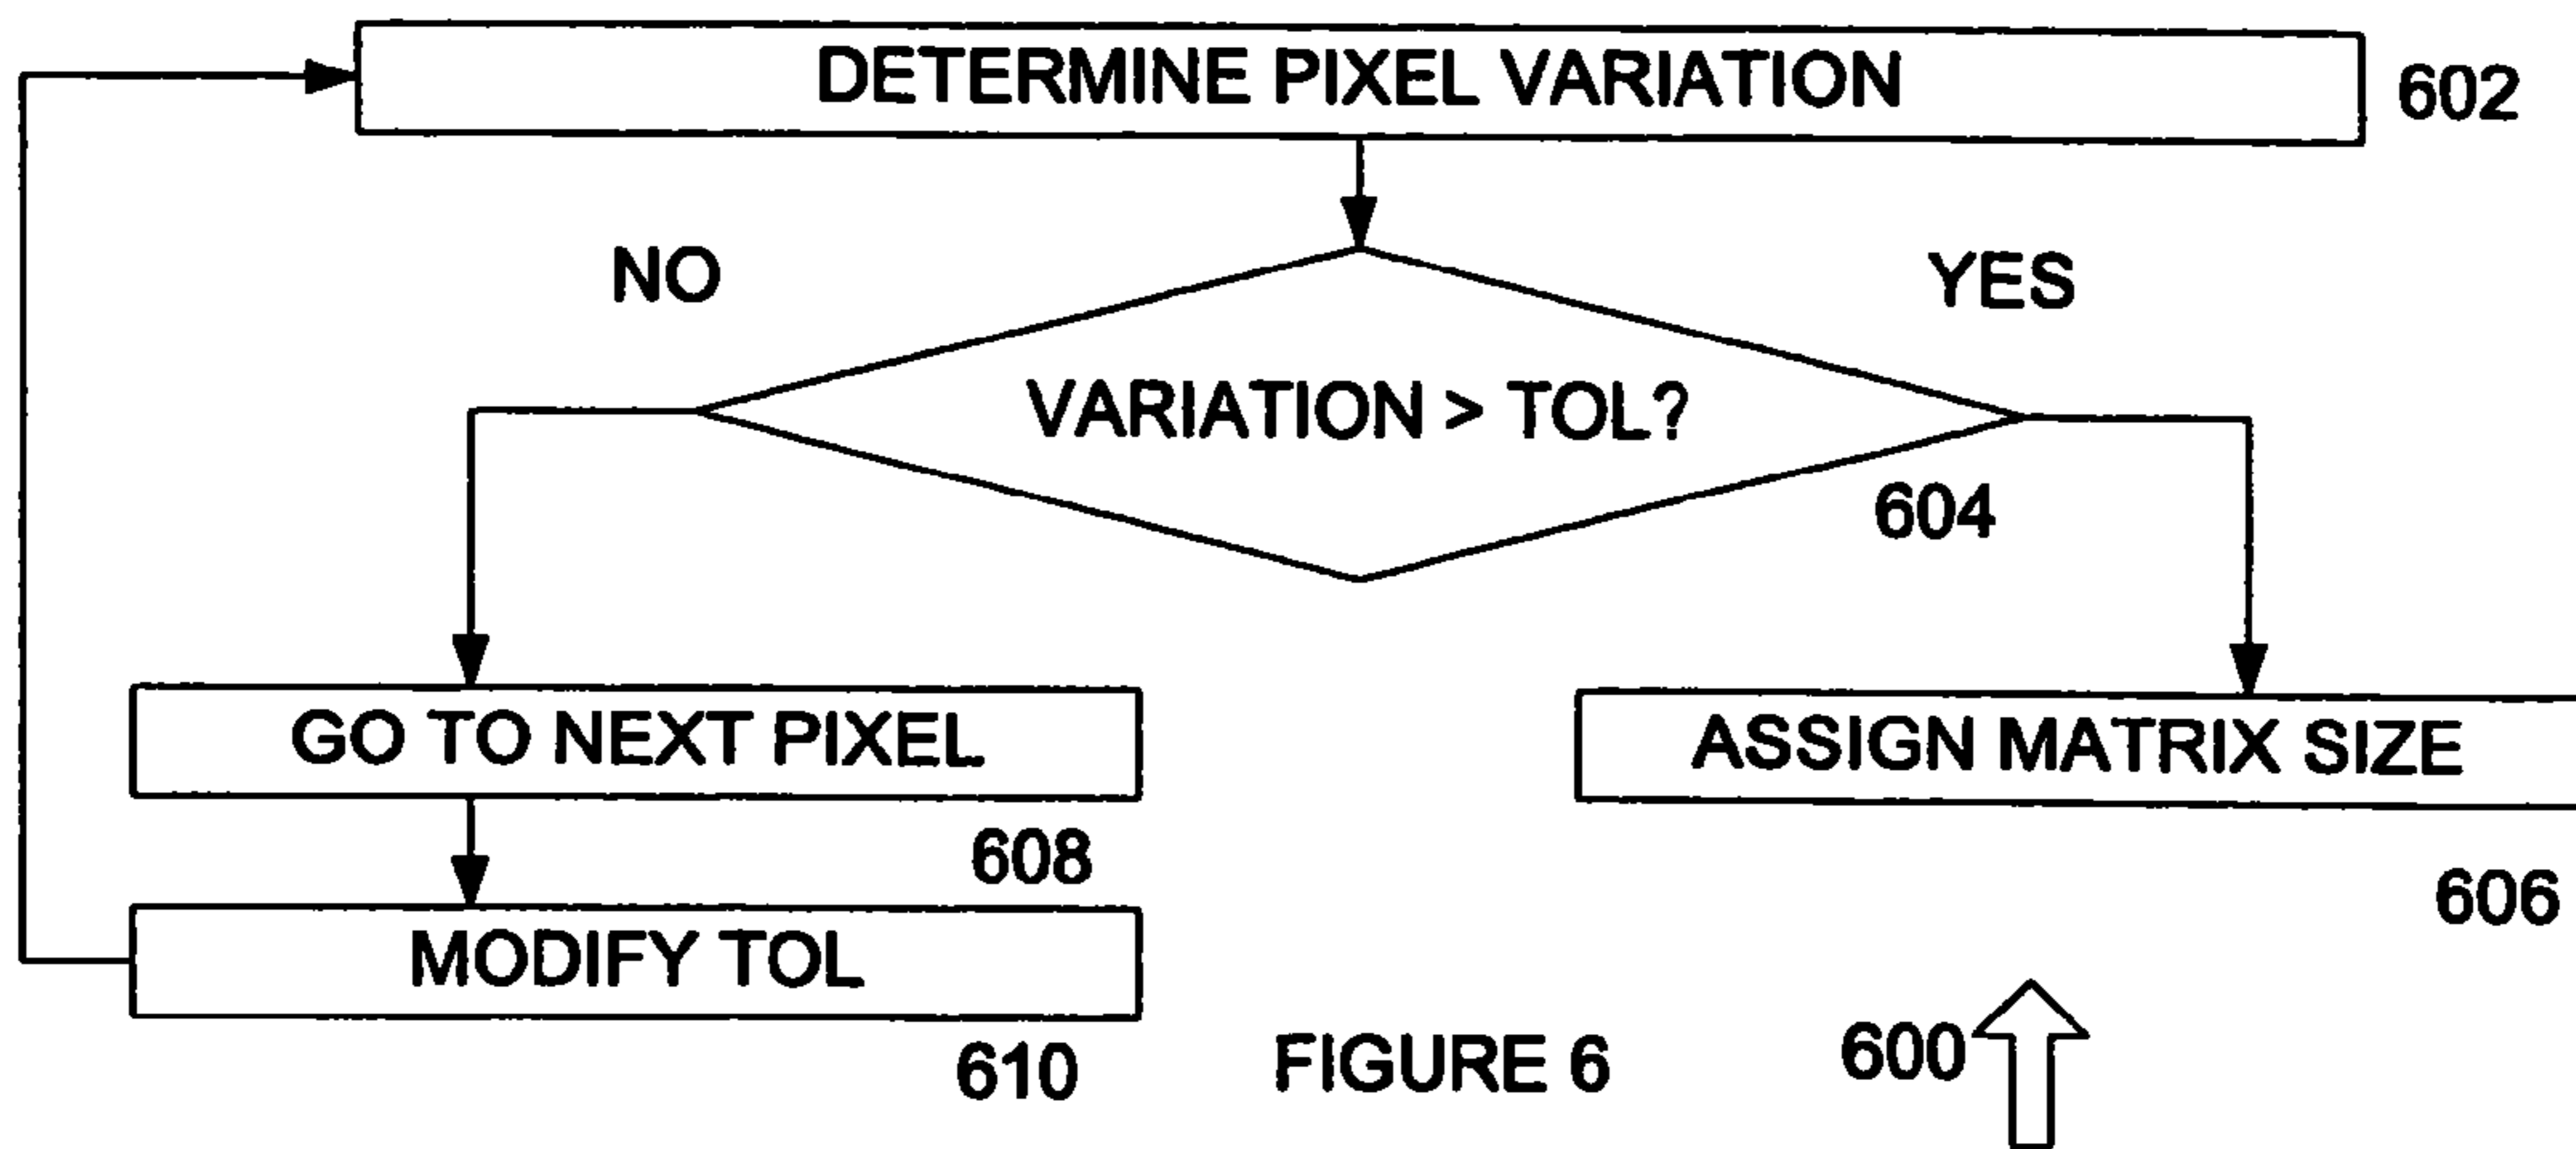 DETERMINE PIXEL VARIATION
602
NO
YES
VARIATION > TOL?
604
GO TO NEXT PIXEL
608
ASSIGN MATRIX SIZE
606
MODIFY TOL
610
FIGURE 6
600